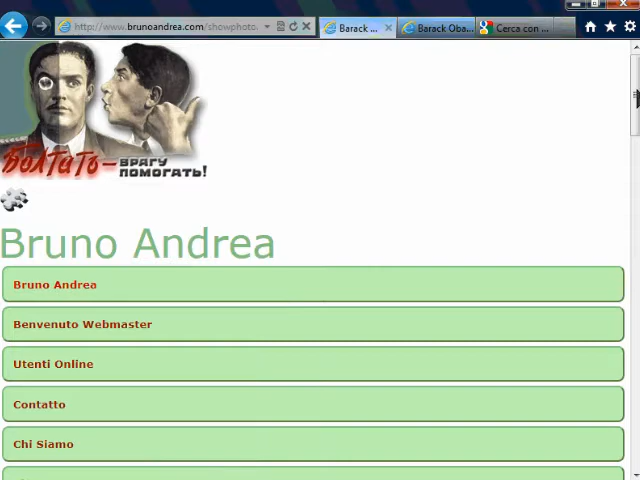 http://www.brunoandrea.com/showphoto.
Barack ...
Barack Oba...
Cerca con ...
Болтать-
врагу
помогать!
Bruno Andrea
Bruno Andrea
Benvenuto Webmaster
Utenti Online
Contatto
Chi Siamo